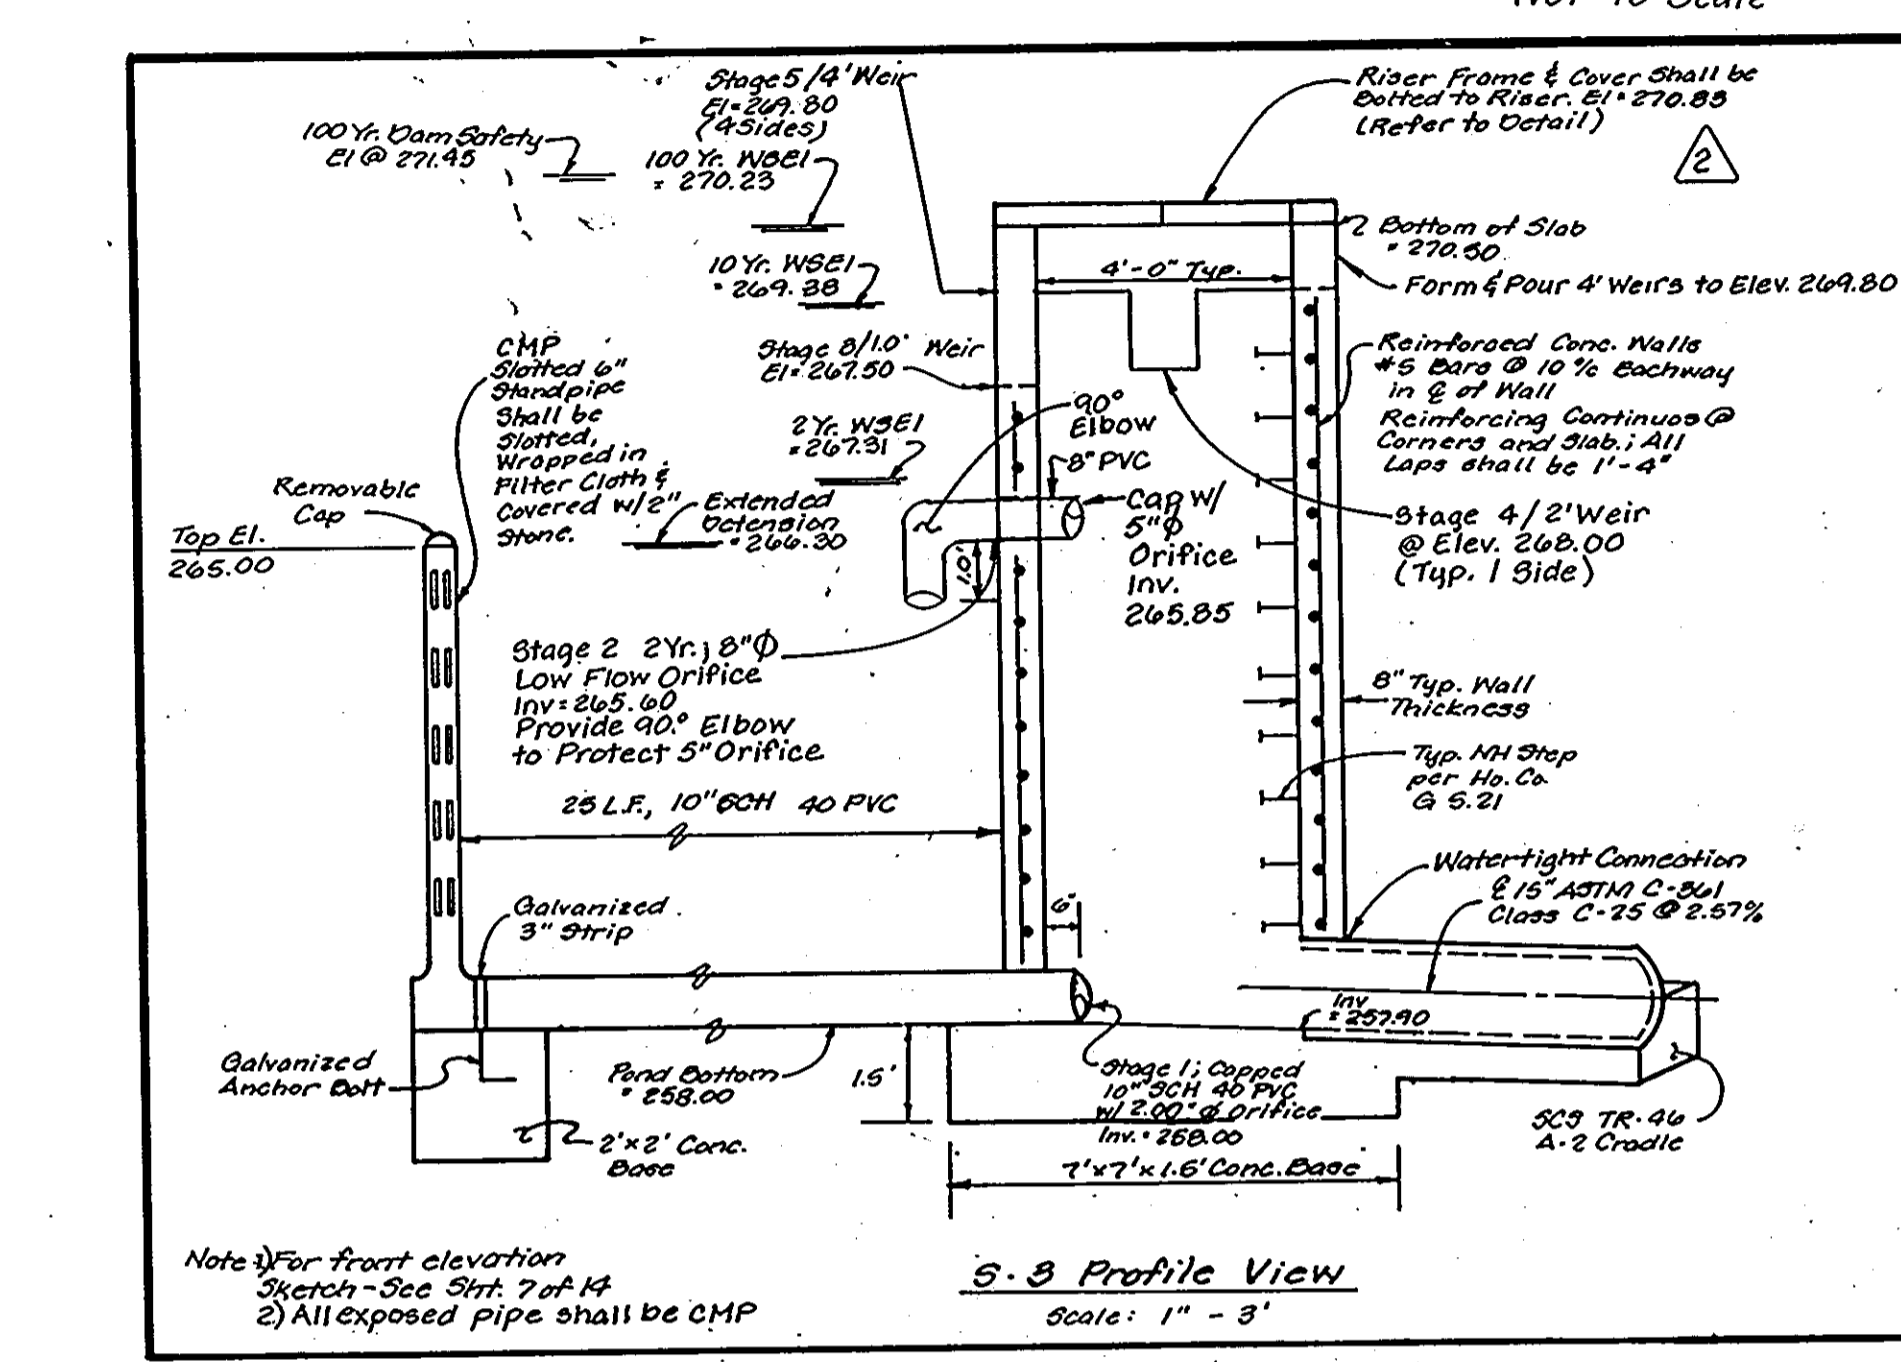 Not To Scale
Stage 5/4' Weir
El=269.80
(4 Sides)
100 Yr. Dam Safety
El @ 271.45
100 Yr. WSEl
= 270.23
10 Yr. WSEl
= 269.38
Stage 3/1.0' Weir
El=267.50
2 Yr. WSEl
=267.31
Riser Frame & Cover Shall be
Bolted to Riser. El=270.83
(Refer to Detail)
2
Bottom of Slab
= 270.50
4'-0" Typ.
Form & Pour 4' Weirs to Elev. 269.80
CMP
Slotted 6"
Standpipe
Shall be
Slotted,
Wrapped in
Filter Cloth &
Covered w/2"
Stone.
Reinforced Conc. Walls
#5 Bars @ 10 % Eachway
in ℄ of Wall
Reinforcing Continuos @
Corners and Slab.; All
Laps shall be 1'-4"
90°
Elbow
8" PVC
Cap w/
5"Φ
Orifice
Inv.
265.85
Extended
Detension
= 266.30
Removable
Cap
Top El.
265.00
Stage 4/2' Weir
@ Elev. 268.00
(Typ. 1 Side)
1.0'
Stage 2 2Yr.; 8"Φ
Low Flow Orifice
Inv=265.60
Provide 90° Elbow
to Protect 5" Orifice
8" Typ. Wall
Thickness
Typ. MH Step
per Ho. Co.
G 5.21
25 L.F., 10" SCH 40 PVC
Watertight Connection
℄ 15" ASTM C-361
Class C-25 @ 2.57%
Galvanized
3" Strip
6"
Inv
= 257.90
Galvanized
Anchor Bolt
Pond Bottom
= 258.00
1.5'
Stage 1; Capped
10" SCH 40 PVC
w/ 2.00" Φ Orifice
Inv. = 258.00
2'x2' Conc.
Base
7'x7'x1.5' Conc. Base
SCS TR-46
A-2 Cradle
Note 1) For front elevation
Sketch - See Sht. 7 of 14
2) All exposed pipe shall be CMP
S-3 Profile View
Scale: 1" - 3'